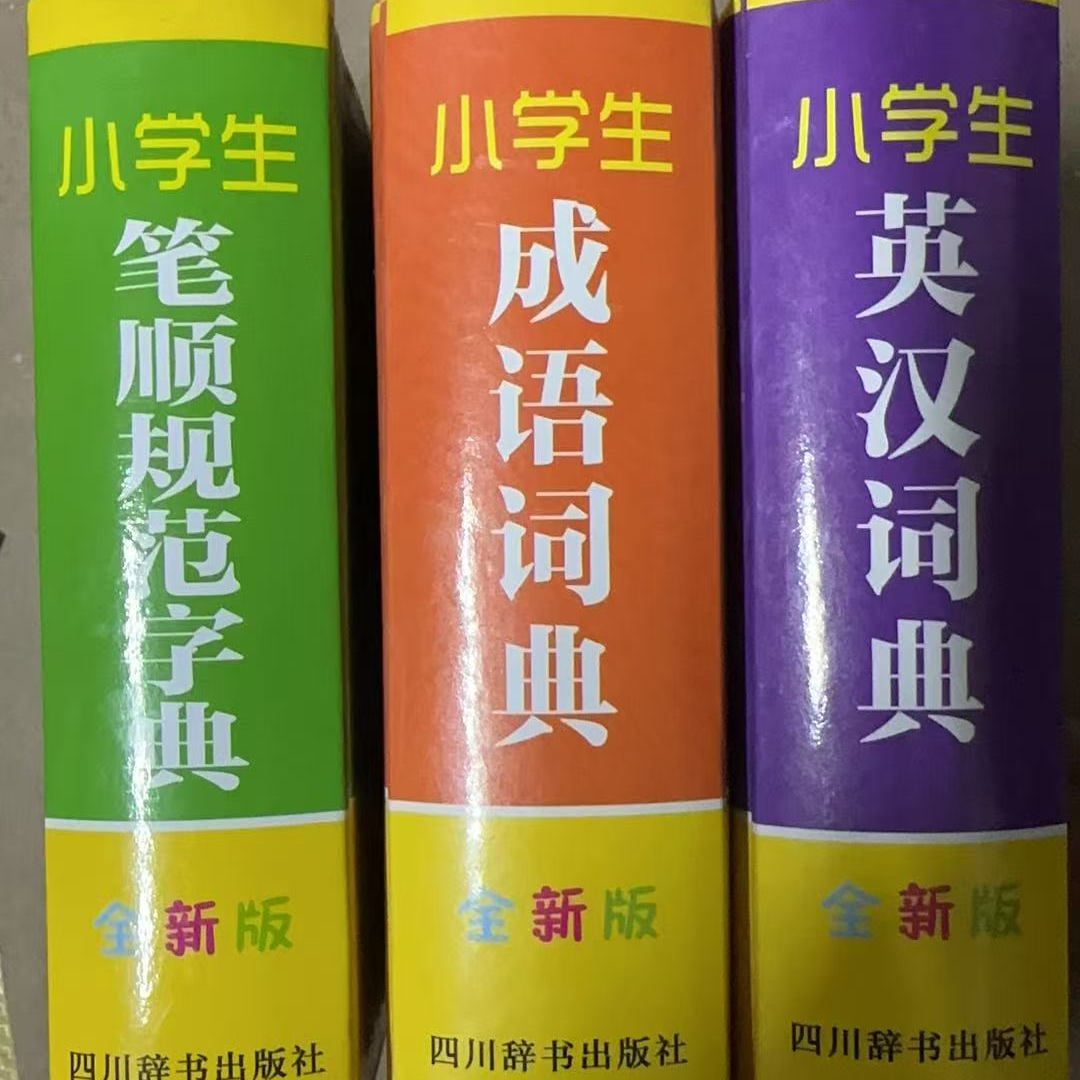 小学生
笔顺规范字典
全新版
四川辞书出版社
小学生
成语词典
全新版
四川辞书出版社
小学生
英汉词典
全新版
四川辞书出版社